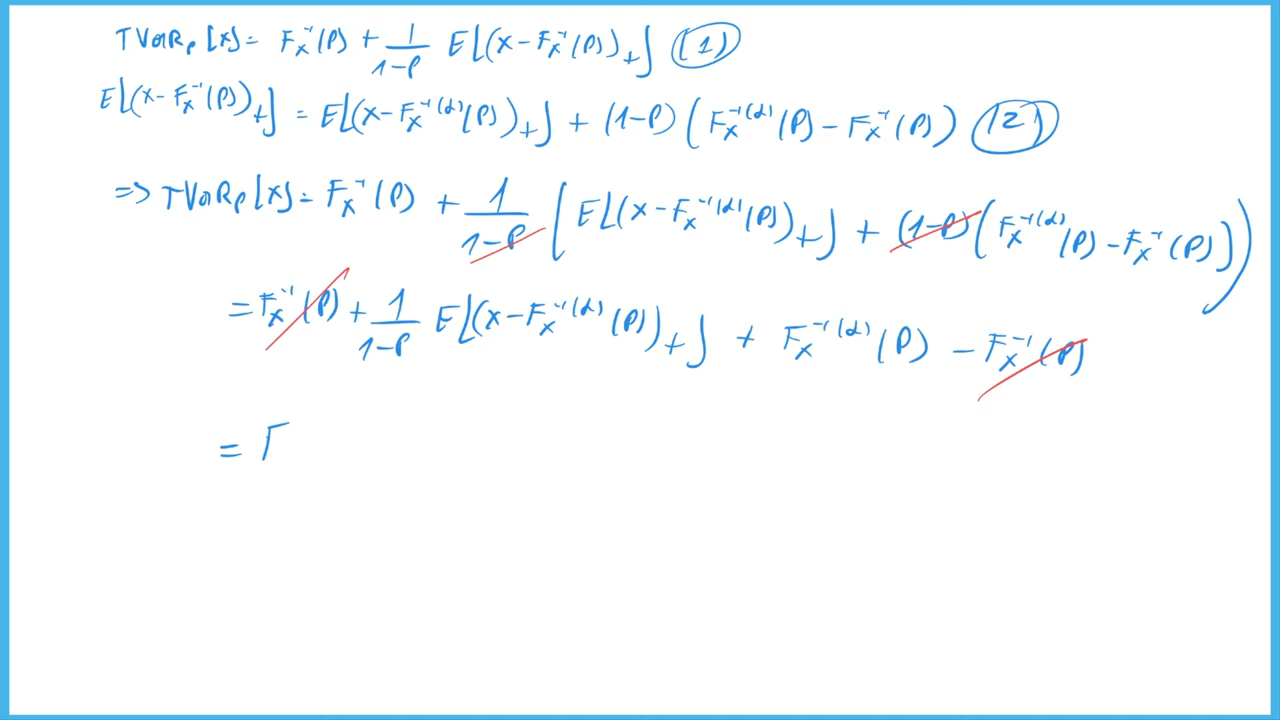 TVaR_p[X] = F_X^{-1}(p) + 1/(1-p) E[(X - F_X^{-1}(p))_+] (1)
E[(X - F_X^{-1}(p))_+] = E[(X - F_X^{-1(α)}(p))_+] + (1-p) (F_X^{-1(α)}(p) - F_X^{-1}(p)) (2)
=> TVaR_p[X] = F_X^{-1}(p) + 1/(1-p) [E[(X - F_X^{-1(α)}(p))_+] + (1-p) (F_X^{-1(α)}(p) - F_X^{-1}(p))]
= F_X^{-1}(p) + 1/(1-p) E[(X - F_X^{-1(α)}(p))_+] + F_X^{-1(α)}(p) - F_X^{-1}(p)
=